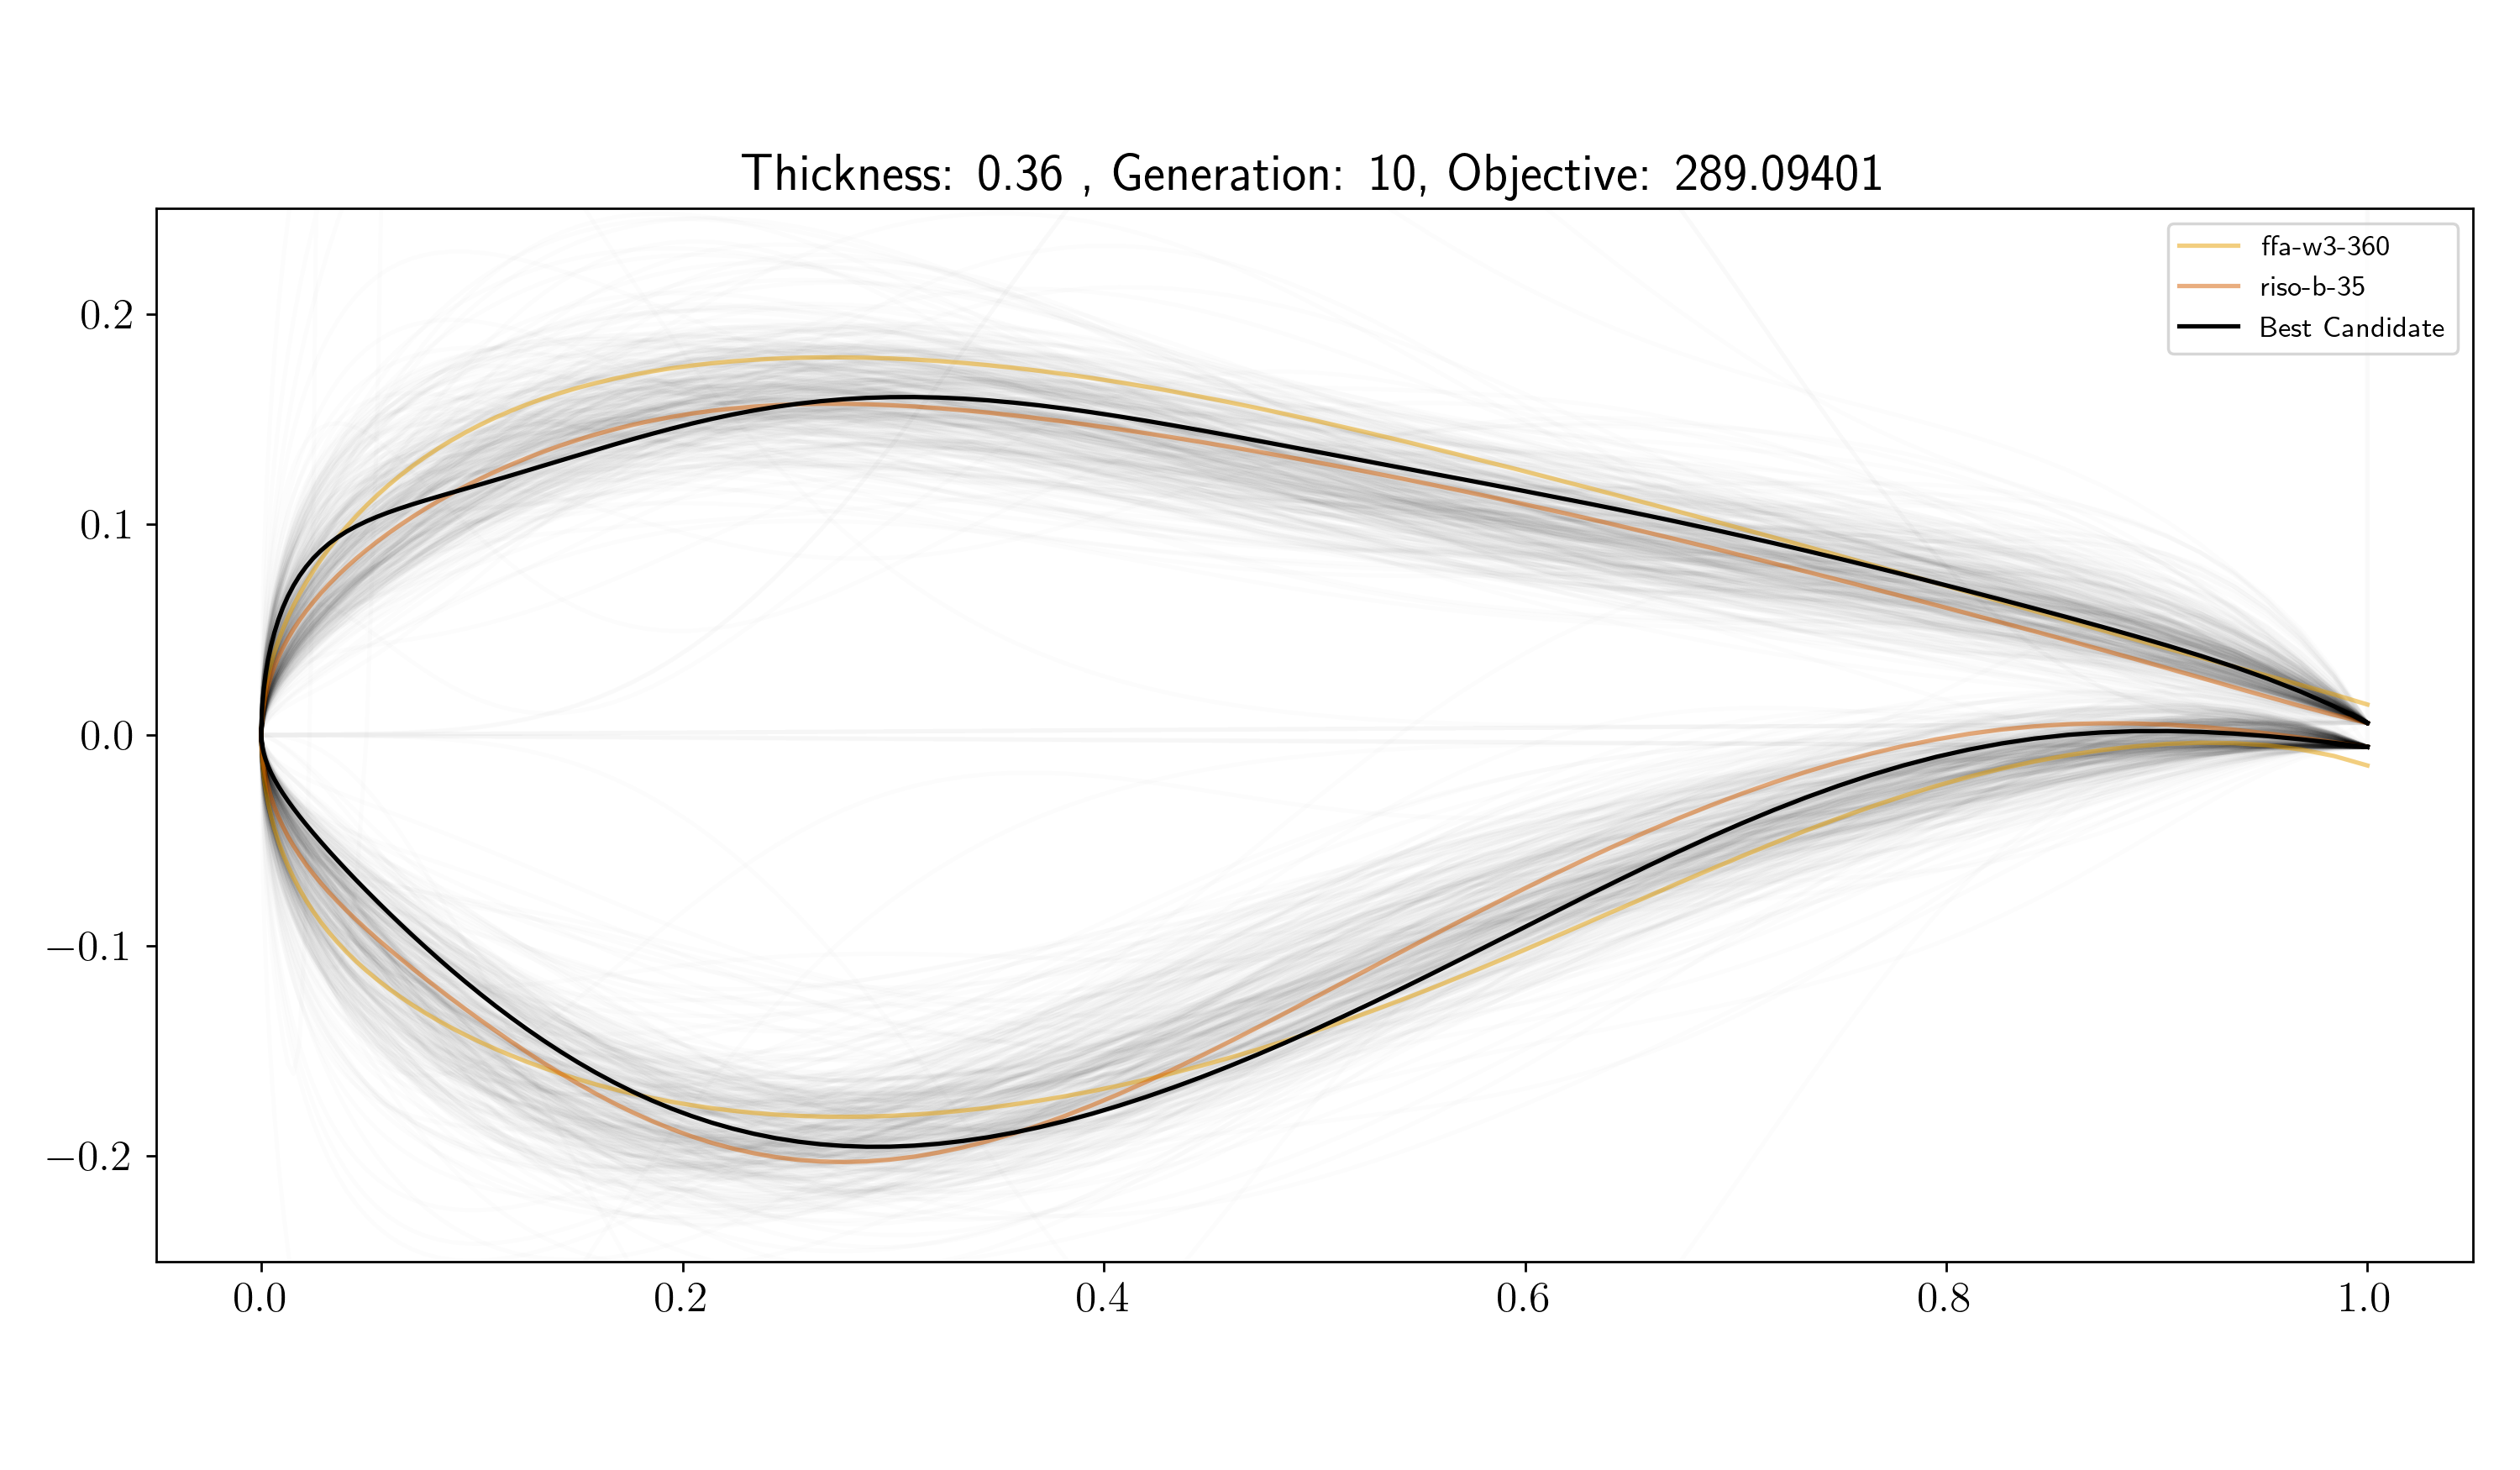 Thickness: 0.36 , Generation: 10, Objective: 289.09401
ffa-w3-360
riso-b-35
Best Candidate
0.2
0.1
0.0
−0.1
−0.2
0.0 0.2 0.4 0.6 0.8 1.0